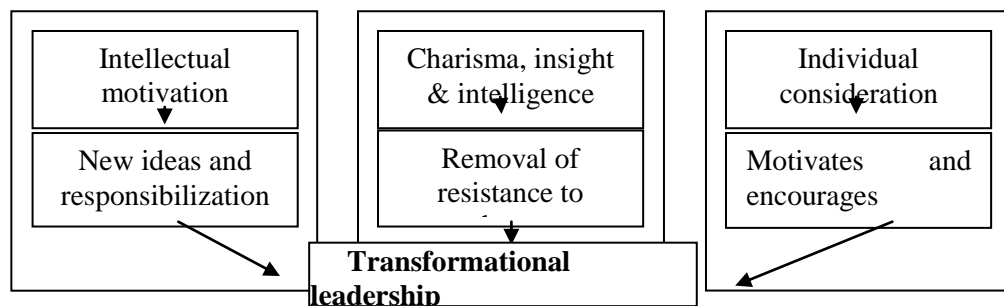 Intellectual
motivation
New ideas and
responsibilization
Charisma, insight
& intelligence
Removal of
resistance to
Individual
consideration
Motivates and
encourages
Transformational
leadership